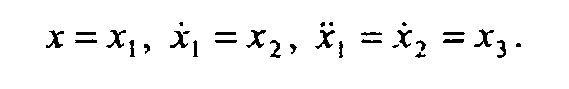 x = x₁, ẋ₁ = x₂, ẍ₁ = ẋ₂ = x₃.